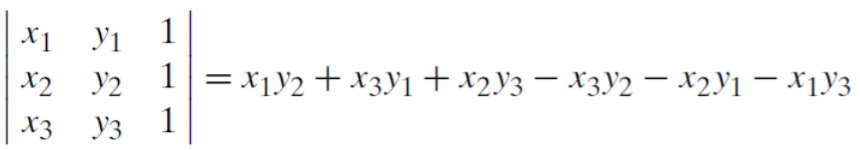 | x₁ y₁ 1 |
| x₂ y₂ 1 | = x₁y₂ + x₃y₁ + x₂y₃ − x₃y₂ − x₂y₁ − x₁y₃
| x₃ y₃ 1 |